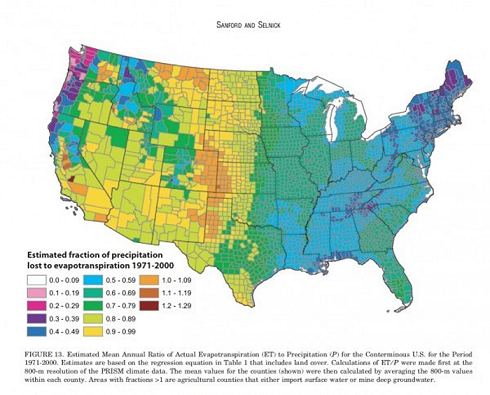 SANFORD AND SELNICK
Estimated fraction of precipitation
lost to evapotranspiration 1971-2000
0.0 - 0.09
0.1 - 0.19
0.2 - 0.29
0.3 - 0.39
0.4 - 0.49
0.5 - 0.59
0.6 - 0.69
0.7 - 0.79
0.8 - 0.89
0.9 - 0.99
1.0 - 1.09
1.1 - 1.19
1.2 - 1.29
FIGURE 13. Estimated Mean Annual Ratio of Actual Evapotranspiration (ET) to Precipitation (P) for the Conterminous U.S. for the Period
1971-2000. Estimates are based on the regression equation in Table 1 that includes land cover. Calculations of ET/P were made first at the
800-m resolution of the PRISM climate data. The mean values for the counties (shown) were then calculated by averaging the 800-m values
within each county. Areas with fractions >1 are agricultural counties that either import surface water or mine deep groundwater.